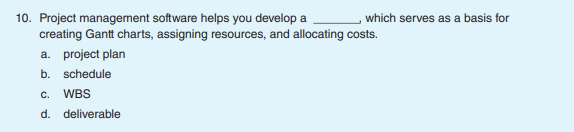 10. Project management software helps you develop a _______, which serves as a basis for
creating Gantt charts, assigning resources, and allocating costs.
a. project plan
b. schedule
c. WBS
d. deliverable